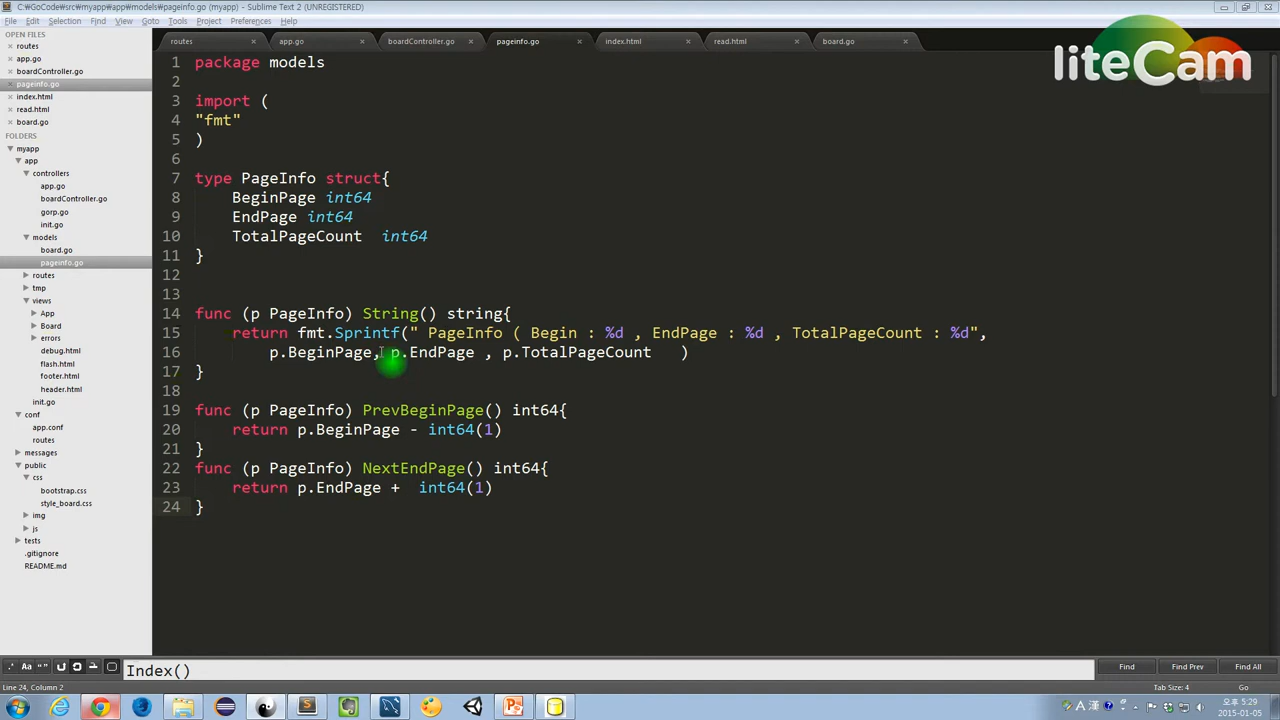 C:\GoCode\src\myapp\app\models\pageinfo.go (myapp) - Sublime Text 2 (UNREGISTERED)
File Edit Selection Find View Goto Tools Project Preferences Help
OPEN FILES
routes
app.go
boardController.go
pageinfo.go
index.html
read.html
board.go
FOLDERS
myapp
app
controllers
app.go
boardController.go
gorp.go
init.go
models
board.go
pageinfo.go
routes
tmp
views
App
Board
errors
debug.html
flash.html
footer.html
header.html
init.go
conf
app.conf
routes
messages
public
css
bootstrap.css
style_board.css
img
js
tests
.gitignore
README.md
routes app.go boardController.go pageinfo.go index.html read.html board.go
liteCam
1 package models
2
3 import (
4 "fmt"
5 )
6
7 type PageInfo struct{
8 BeginPage int64
9 EndPage int64
10 TotalPageCount int64
11 }
12
13
14 func (p PageInfo) String() string{
15 return fmt.Sprintf(" PageInfo ( Begin : %d , EndPage : %d , TotalPageCount : %d",
16 p.BeginPage, p.EndPage , p.TotalPageCount )
17 }
18
19 func (p PageInfo) PrevBeginPage() int64{
20 return p.BeginPage - int64(1)
21 }
22 func (p PageInfo) NextEndPage() int64{
23 return p.EndPage + int64(1)
24 }
.* Aa “” Index() Find Find Prev Find All
Line 24, Column 2 Tab Size: 4 Go
A 漢 오후 5:29
2015-01-05